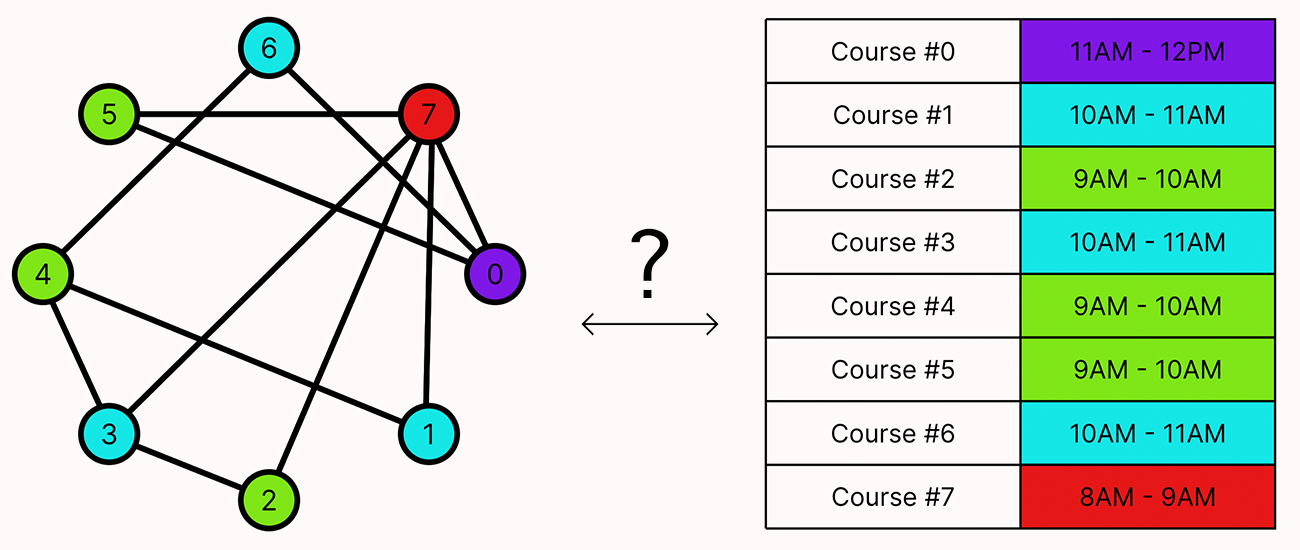 6
5
7
4
0
3
1
2
?
Course #0 11AM - 12PM
Course #1 10AM - 11AM
Course #2 9AM - 10AM
Course #3 10AM - 11AM
Course #4 9AM - 10AM
Course #5 9AM - 10AM
Course #6 10AM - 11AM
Course #7 8AM - 9AM